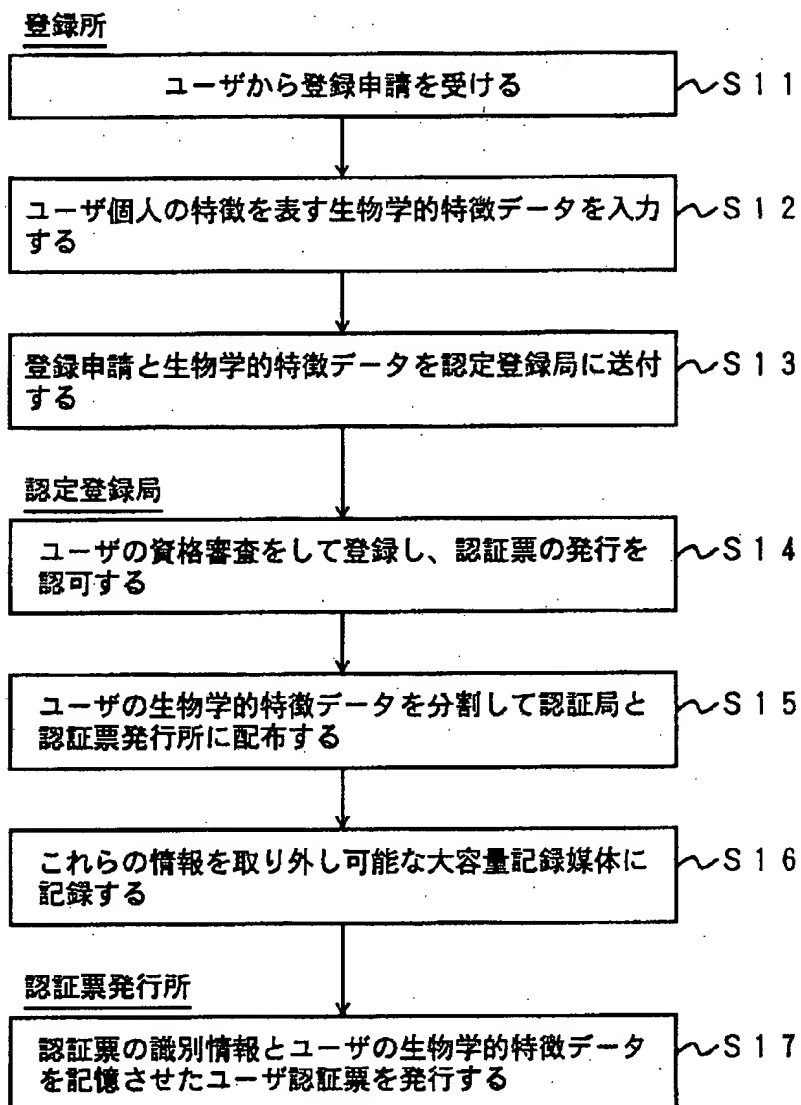 登録所
ユーザから登録申請を受ける
S11
ユーザ個人の特徴を表す生物学的特徴データを入力
する
S12
登録申請と生物学的特徴データを認定登録局に送付
する
S13
認定登録局
ユーザの資格審査をして登録し、認証票の発行を
認可する
S14
ユーザの生物学的特徴データを分割して認証局と
認証票発行所に配布する
S15
これらの情報を取り外し可能な大容量記録媒体に
記録する
S16
認証票発行所
認証票の識別情報とユーザの生物学的特徴データ
を記憶させたユーザ認証票を発行する
S17